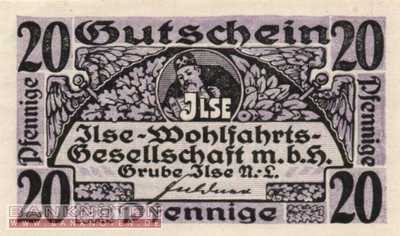 20 Gutschein 20
Pfennige
Pfennige
ILSE
Ilse-Wohlfahrts-
Gesellschaft m.b.H.
Grube Ilse N.-L.
20 Pfennige 20
BANKNOTEN
WWW.BANKNOTEN.DE